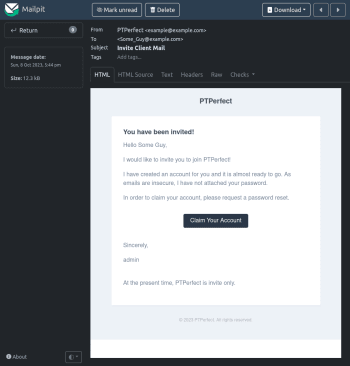 Mailpit
Mark unread
Delete
Download
Return
From
PTPerfect <example@example.com>
To
<Some_Guy@example.com>
Subject
Invite Client Mail
Tags
Add tags...
Message date:
Sun, 8 Oct 2023, 5:44 pm
Size: 12.3 kB
HTML
HTML Source
Text
Headers
Raw
Checks
PTPerfect
You have been invited!
Hello Some Guy,
I would like to invite you to join PTPerfect!
I have created an account for you and it is almost ready to go. As
emails are insecure, I have not attached your password.
In order to claim your account, please request a password reset.
Claim Your Account
Sincerely,
admin
At the present time, PTPerfect is invite only.
© 2023 PTPerfect. All rights reserved.
About